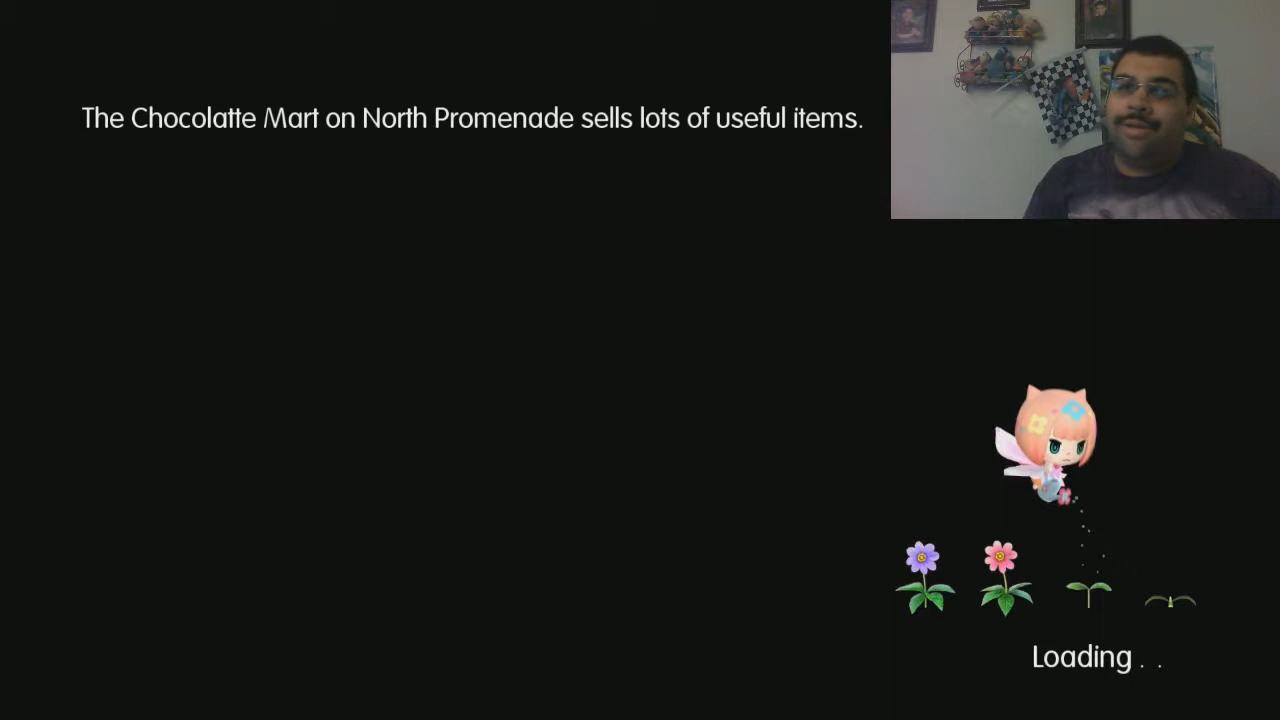 The Chocolatte Mart on North Promenade sells lots of useful items.
Loading . .